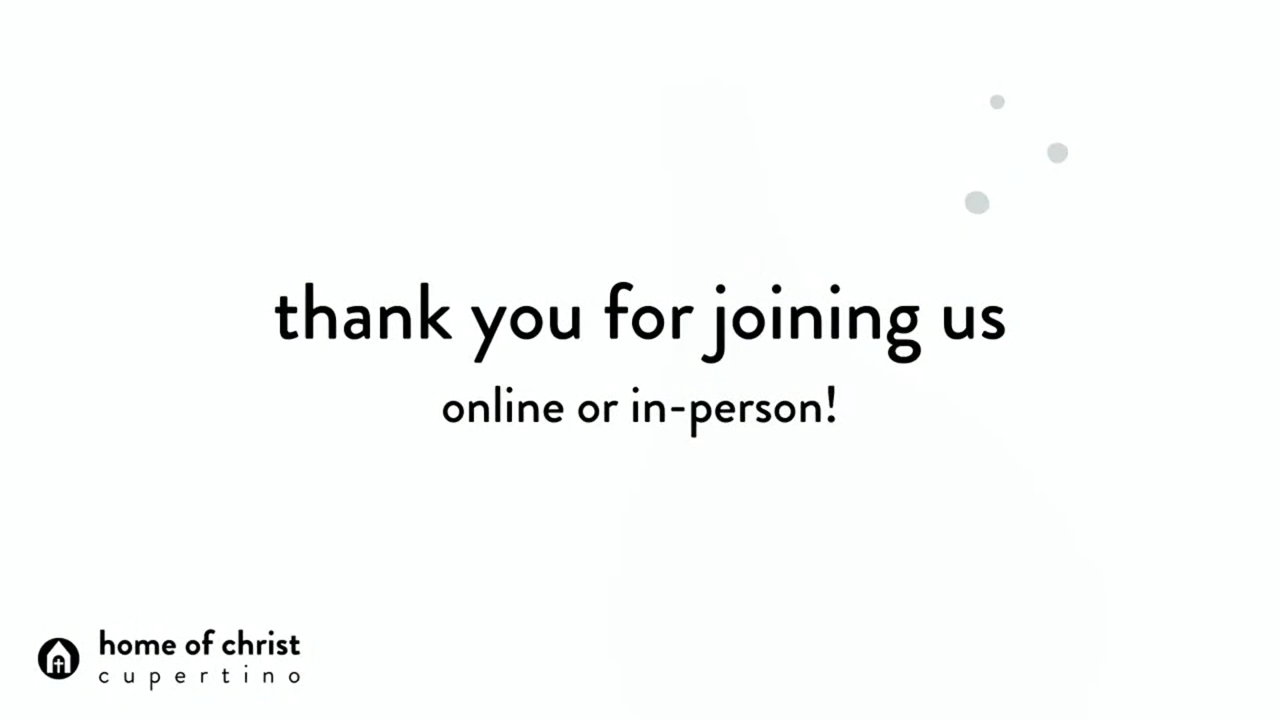 thank you for joining us
online or in-person!
home of christ
cupertino